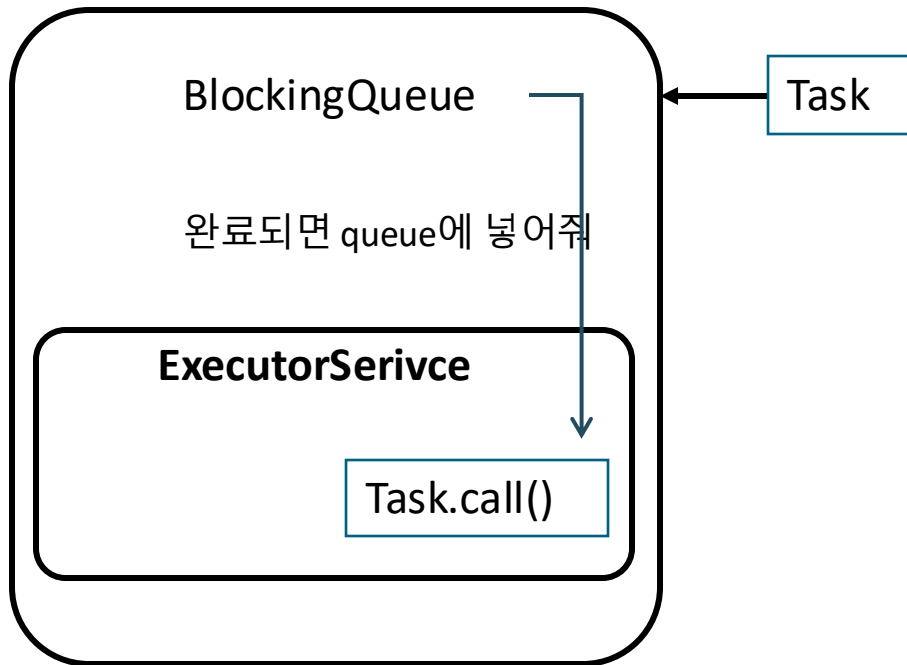 BlockingQueue
Task
완료되면 queue에 넣어줘
ExecutorSerivce
Task.call()